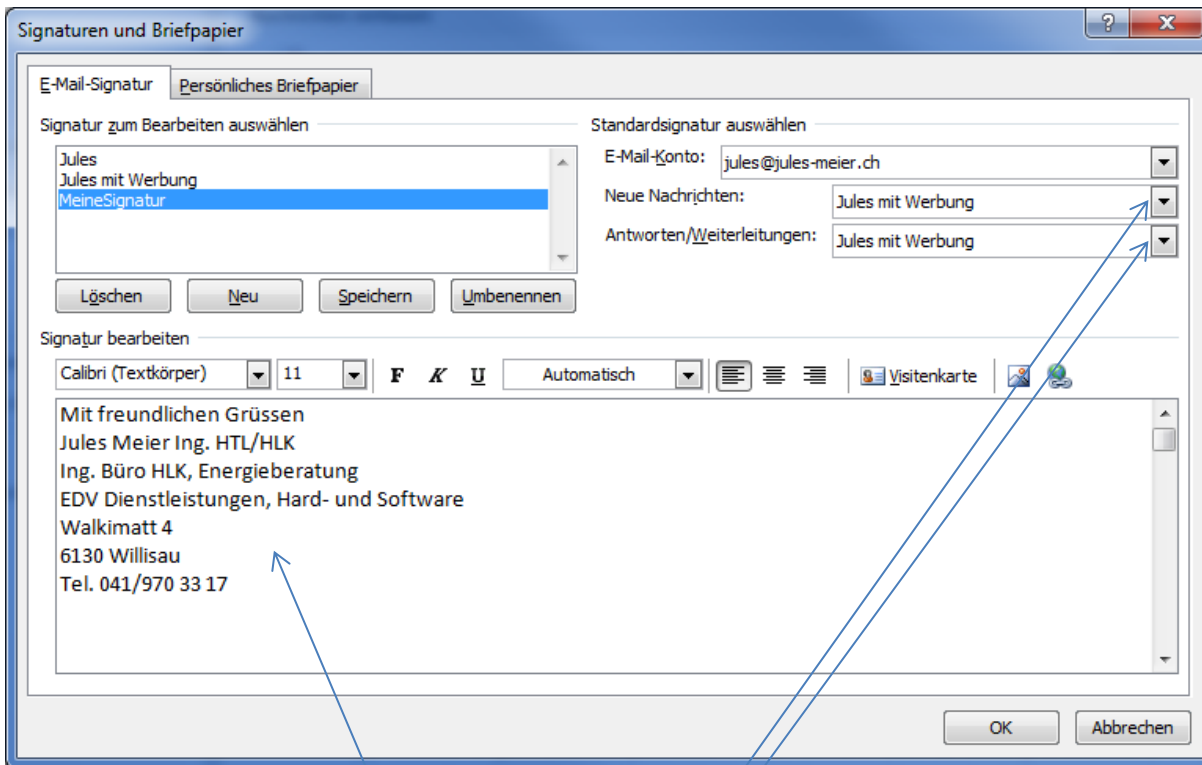 Signaturen und Briefpapier
E-Mail-Signatur
Persönliches Briefpapier
Signatur zum Bearbeiten auswählen
Jules
Jules mit Werbung
MeineSignatur
Löschen
Neu
Speichern
Umbenennen
Standardsignatur auswählen
E-Mail-Konto: jules@jules-meier.ch
Neue Nachrichten: Jules mit Werbung
Antworten/Weiterleitungen: Jules mit Werbung
Signatur bearbeiten
Calibri (Textkörper) 11 F K U Automatisch Visitenkarte
Mit freundlichen Grüssen
Jules Meier Ing. HTL/HLK
Ing. Büro HLK, Energieberatung
EDV Dienstleistungen, Hard- und Software
Walkimatt 4
6130 Willisau
Tel. 041/970 33 17
OK
Abbrechen